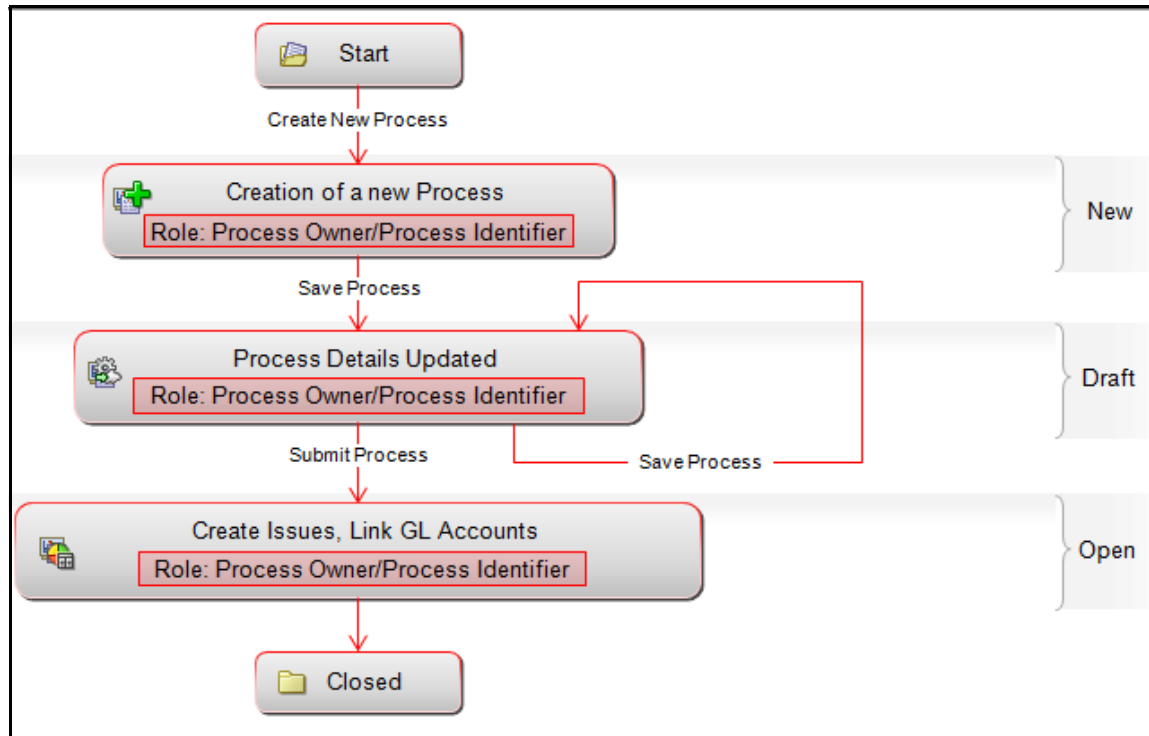 Start
Create New Process
Creation of a new Process
Role: Process Owner/Process Identifier
New
Save Process
Process Details Updated
Role: Process Owner/Process Identifier
Draft
Submit Process
Save Process
Create Issues, Link GL Accounts
Role: Process Owner/Process Identifier
Open
Closed